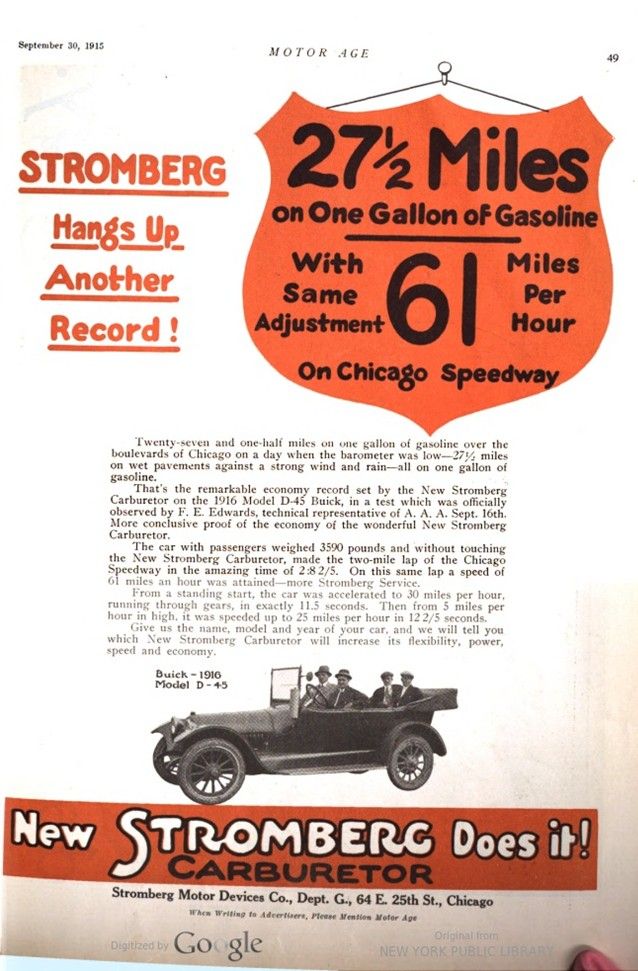 September 30, 1915
MOTOR AGE
49
STROMBERG
Hangs Up
Another
Record!
27½ Miles
on One Gallon of Gasoline
With Same Adjustment
61
Miles Per Hour
On Chicago Speedway
Twenty-seven and one-half miles on one gallon of gasoline over the
boulevards of Chicago on a day when the barometer was low—27½ miles
on wet pavements against a strong wind and rain—all on one gallon of
gasoline.
That's the remarkable economy record set by the New Stromberg
Carburetor on the 1916 Model D-45 Buick, in a test which was officially
observed by F. E. Edwards, technical representative of A. A. A. Sept. 16th.
More conclusive proof of the economy of the wonderful New Stromberg
Carburetor.
The car with passengers weighed 3590 pounds and without touching
the New Stromberg Carburetor, made the two-mile lap of the Chicago
Speedway in the amazing time of 2:8 2/5. On this same lap a speed of
61 miles an hour was attained—more Stromberg Service.
From a standing start, the car was accelerated to 30 miles per hour,
running through gears, in exactly 11.5 seconds. Then from 5 miles per
hour in high, it was speeded up to 25 miles per hour in 12 2/5 seconds.
Give us the name, model and year of your car, and we will tell you
which New Stromberg Carburetor will increase its flexibility, power,
speed and economy.
Buick - 1916
Model D-45
New STROMBERG Does it!
CARBURETOR
Stromberg Motor Devices Co., Dept. G., 64 E. 25th St., Chicago
When Writing to Advertisers, Please Mention Motor Age
Digitized by Google
Original from
NEW YORK PUBLIC LIBRARY